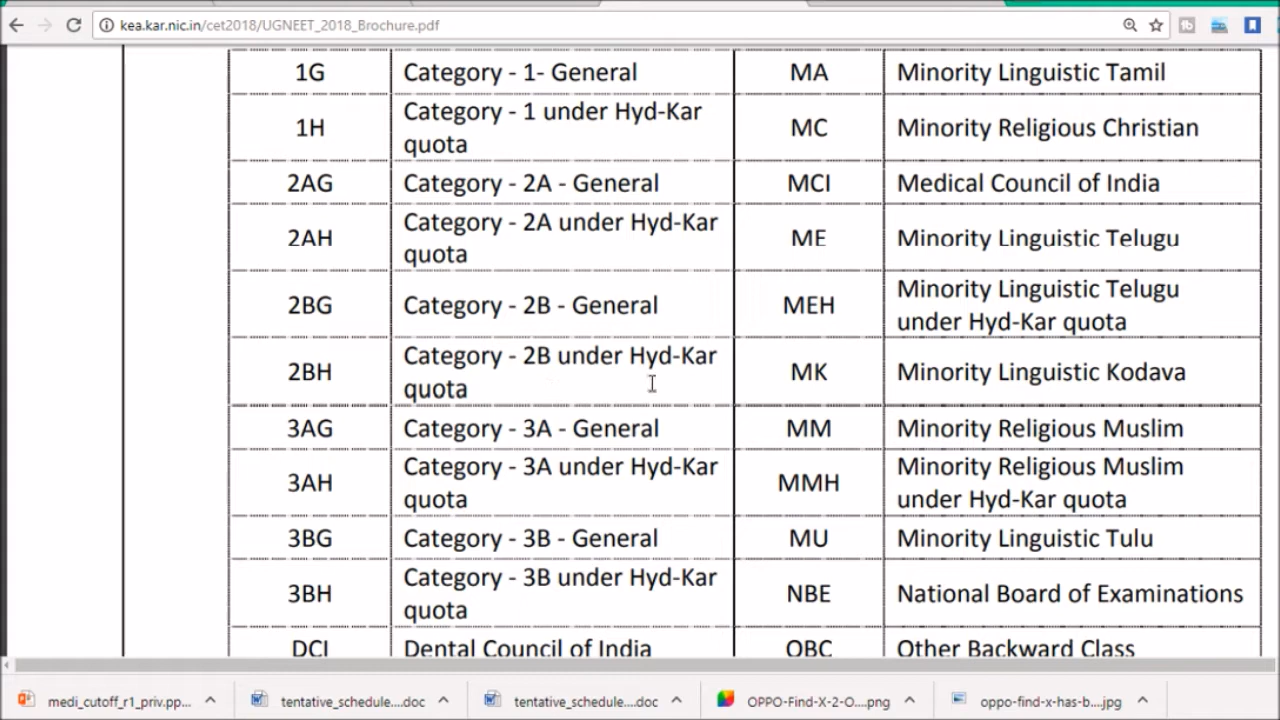 kea.kar.nic.in/cet2018/UGNEET_2018_Brochure.pdf
1G Category - 1- General MA Minority Linguistic Tamil
1H Category - 1 under Hyd-Kar quota MC Minority Religious Christian
2AG Category - 2A - General MCI Medical Council of India
2AH Category - 2A under Hyd-Kar quota ME Minority Linguistic Telugu
2BG Category - 2B - General MEH Minority Linguistic Telugu under Hyd-Kar quota
2BH Category - 2B under Hyd-Kar quota MK Minority Linguistic Kodava
3AG Category - 3A - General MM Minority Religious Muslim
3AH Category - 3A under Hyd-Kar quota MMH Minority Religious Muslim under Hyd-Kar quota
3BG Category - 3B - General MU Minority Linguistic Tulu
3BH Category - 3B under Hyd-Kar quota NBE National Board of Examinations
DCI Dental Council of India OBC Other Backward Class
medi_cutoff_r1_priv.pp... tentative_schedule....doc tentative_schedule....doc OPPO-Find-X-2-O....png oppo-find-x-has-b....jpg